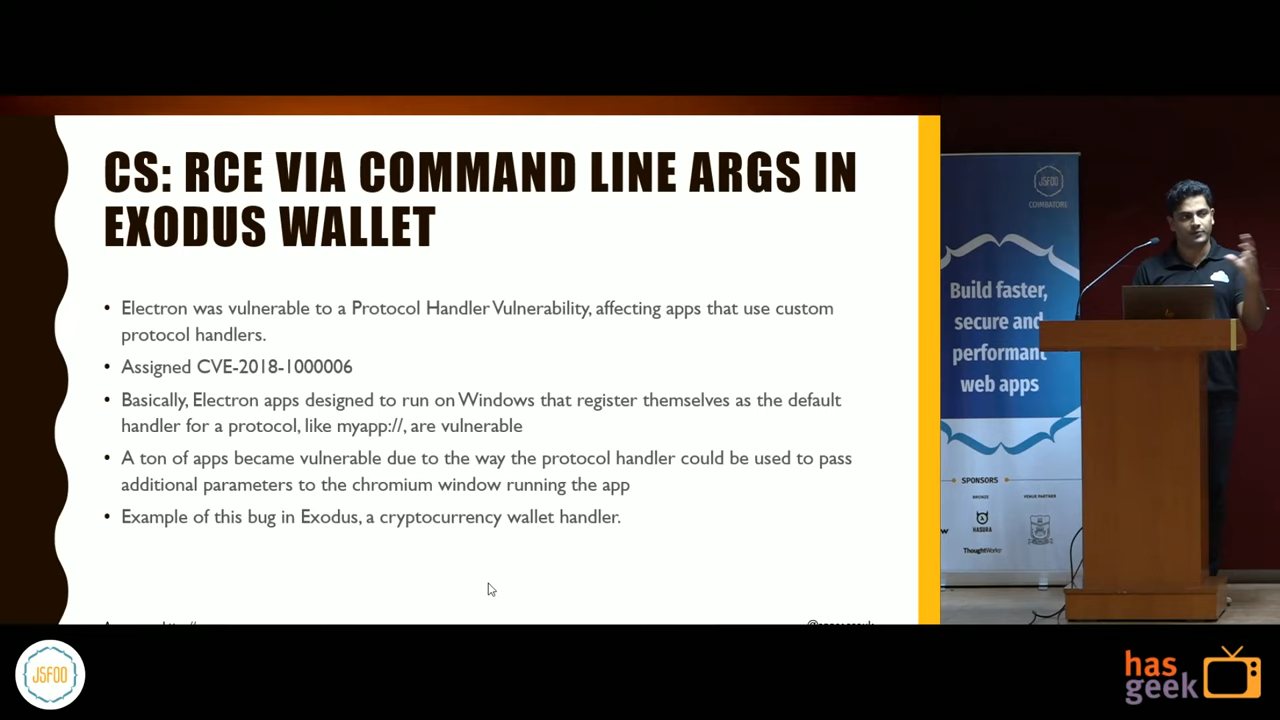 CS: RCE VIA COMMAND LINE ARGS IN
EXODUS WALLET
• Electron was vulnerable to a Protocol Handler Vulnerability, affecting apps that use custom
protocol handlers.
• Assigned CVE-2018-1000006
• Basically, Electron apps designed to run on Windows that register themselves as the default
handler for a protocol, like myapp://, are vulnerable
• A ton of apps became vulnerable due to the way the protocol handler could be used to pass
additional parameters to the chromium window running the app
• Example of this bug in Exodus, a cryptocurrency wallet handler.
JSFOO
COIMBATORE
Build faster,
secure and
performant
web apps
SPONSORS
BRONZE
VENUE PARTNER
HASURA
ThoughtWorks
JSFOO
has
geek